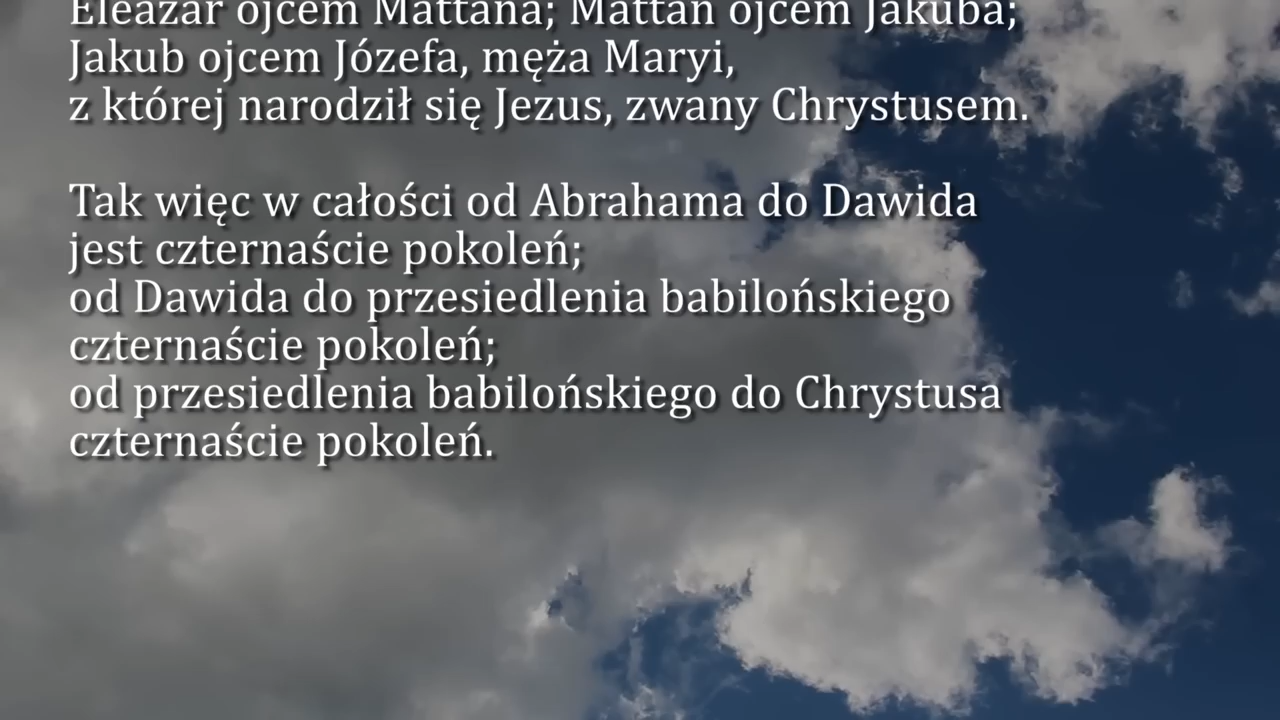 Eleazar ojcem Mattana; Mattan ojcem Jakuba;
Jakub ojcem Józefa, męża Maryi,
z której narodził się Jezus, zwany Chrystusem.
Tak więc w całości od Abrahama do Dawida
jest czternaście pokoleń;
od Dawida do przesiedlenia babilońskiego
czternaście pokoleń;
od przesiedlenia babilońskiego do Chrystusa
czternaście pokoleń.